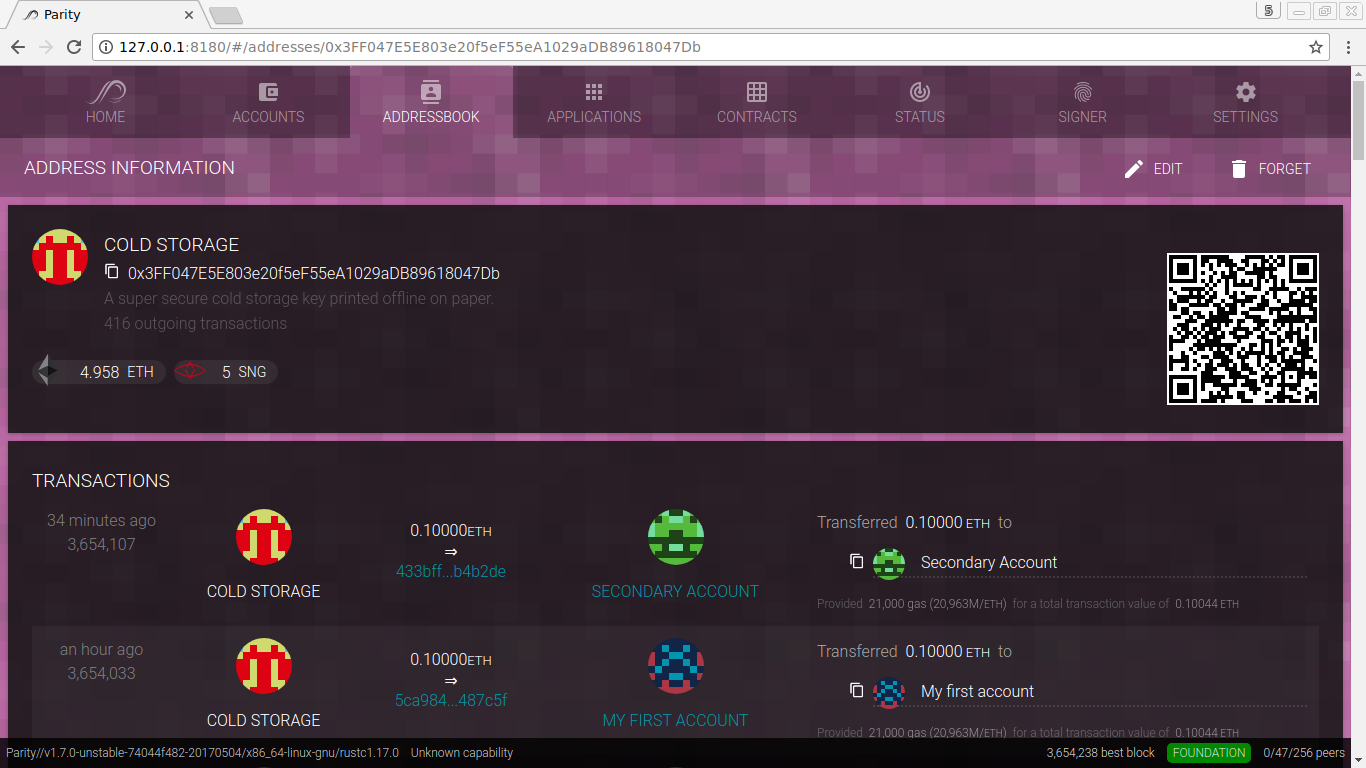 Parity
5
127.0.0.1:8180/#/addresses/0x3FF047E5E803e20f5eF55eA1029aDB89618047Db
HOME
ACCOUNTS
ADDRESSBOOK
APPLICATIONS
CONTRACTS
STATUS
SIGNER
SETTINGS
ADDRESS INFORMATION
EDIT
FORGET
COLD STORAGE
0x3FF047E5E803e20f5eF55eA1029aDB89618047Db
A super secure cold storage key printed offline on paper.
416 outgoing transactions
4.958 ETH
5 SNG
TRANSACTIONS
34 minutes ago
3,654,107
COLD STORAGE
0.10000ETH
⇒
433bff...b4b2de
SECONDARY ACCOUNT
Transferred 0.10000 ETH to
Secondary Account
Provided 21,000 gas (20,963M/ETH) for a total transaction value of 0.10044 ETH
an hour ago
3,654,033
COLD STORAGE
0.10000ETH
⇒
5ca984...487c5f
MY FIRST ACCOUNT
Transferred 0.10000 ETH to
My first account
Provided 21,000 gas (20,963M/ETH) for a total transaction value of 0.10044 ETH
Parity//v1.7.0-unstable-74044f482-20170504/x86_64-linux-gnu/rustc1.17.0 Unknown capability
3,654,238 best block
FOUNDATION
0/47/256 peers